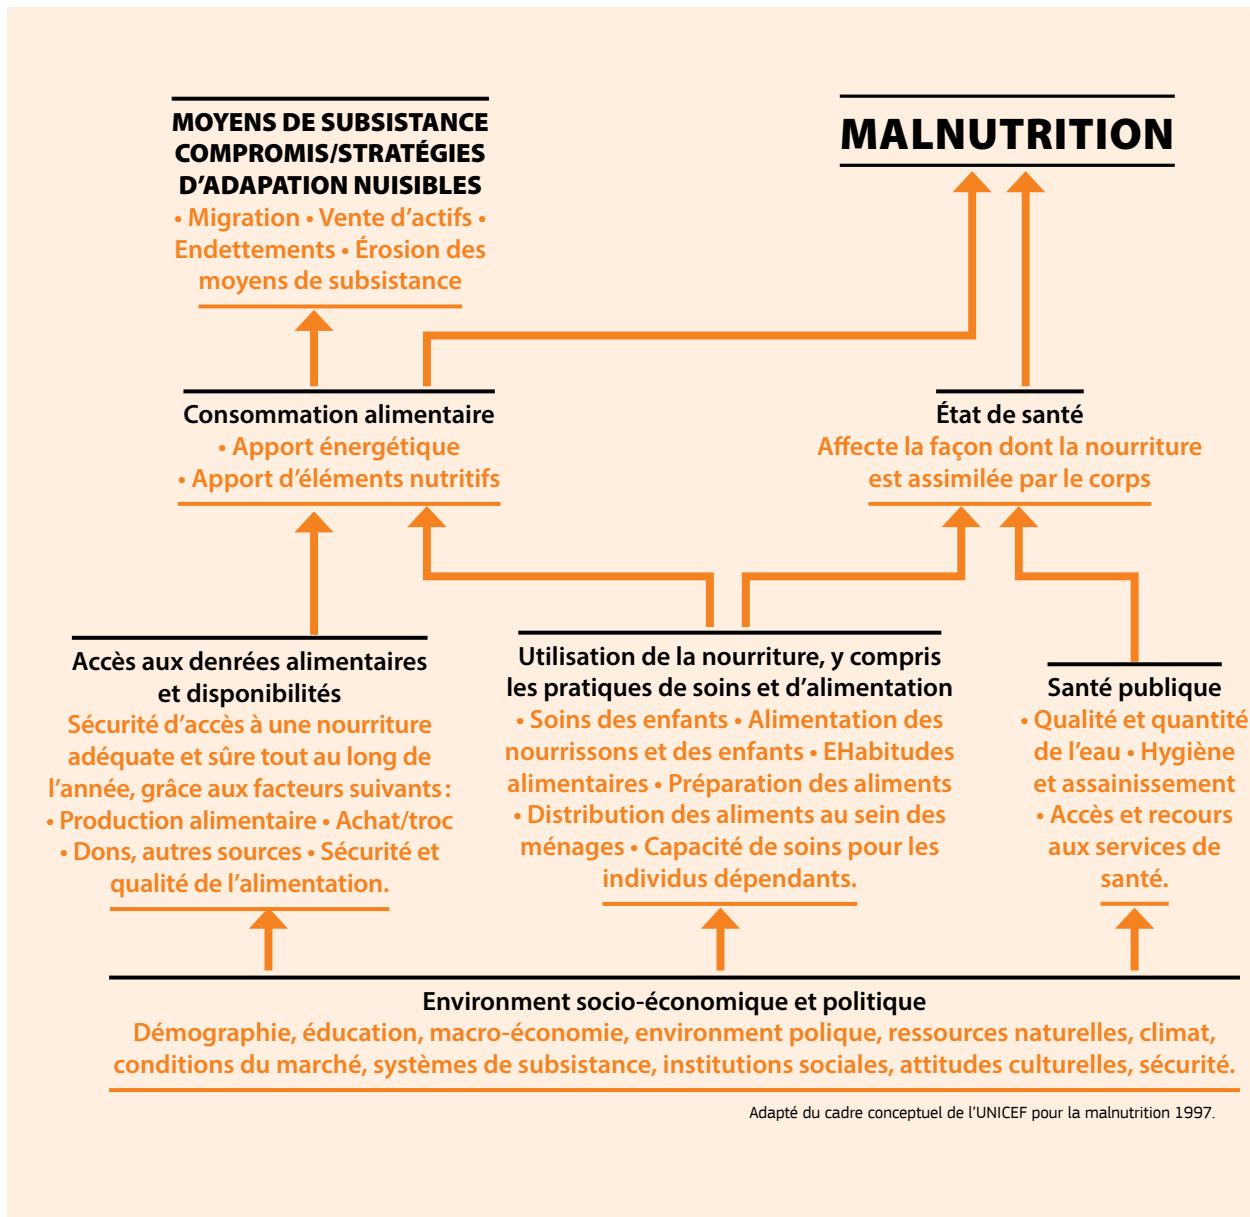 MOYENS DE SUBSISTANCE
COMPROMIS/STRATÉGIES
D’ADAPATION NUISIBLES
• Migration • Vente d’actifs •
Endettements • Érosion des
moyens de subsistance
MALNUTRITION
Consommation alimentaire
• Apport énergétique
• Apport d’éléments nutritifs
État de santé
Affecte la façon dont la nourriture
est assimilée par le corps
Accès aux denrées alimentaires
et disponibilités
Sécurité d’accès à une nourriture
adéquate et sûre tout au long de
l’année, grâce aux facteurs suivants :
• Production alimentaire • Achat/troc
• Dons, autres sources • Sécurité et
qualité de l’alimentation.
Utilisation de la nourriture, y compris
les pratiques de soins et d’alimentation
• Soins des enfants • Alimentation des
nourrissons et des enfants • EHabitudes
alimentaires • Préparation des aliments
• Distribution des aliments au sein des
ménages • Capacité de soins pour les
individus dépendants.
Santé publique
• Qualité et quantité
de l’eau • Hygiène
et assainissement
• Accès et recours
aux services de
santé.
Environment socio-économique et politique
Démographie, éducation, macro-économie, environment polique, ressources naturelles, climat,
conditions du marché, systèmes de subsistance, institutions sociales, attitudes culturelles, sécurité.
Adapté du cadre conceptuel de l’UNICEF pour la malnutrition 1997.